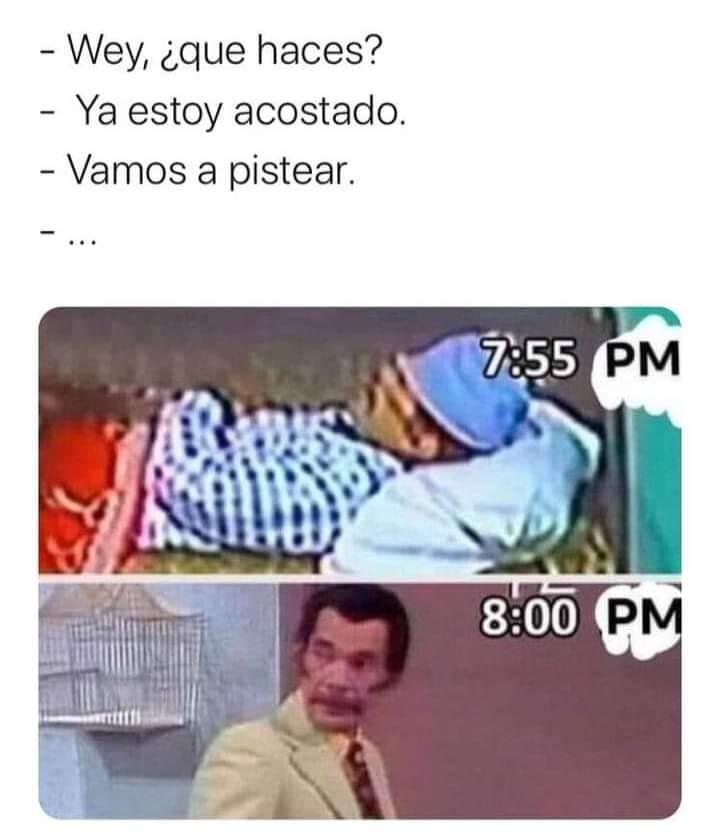 - Wey, ¿que haces?
- Ya estoy acostado.
- Vamos a pistear.
- ...
7:55 PM
8:00 PM